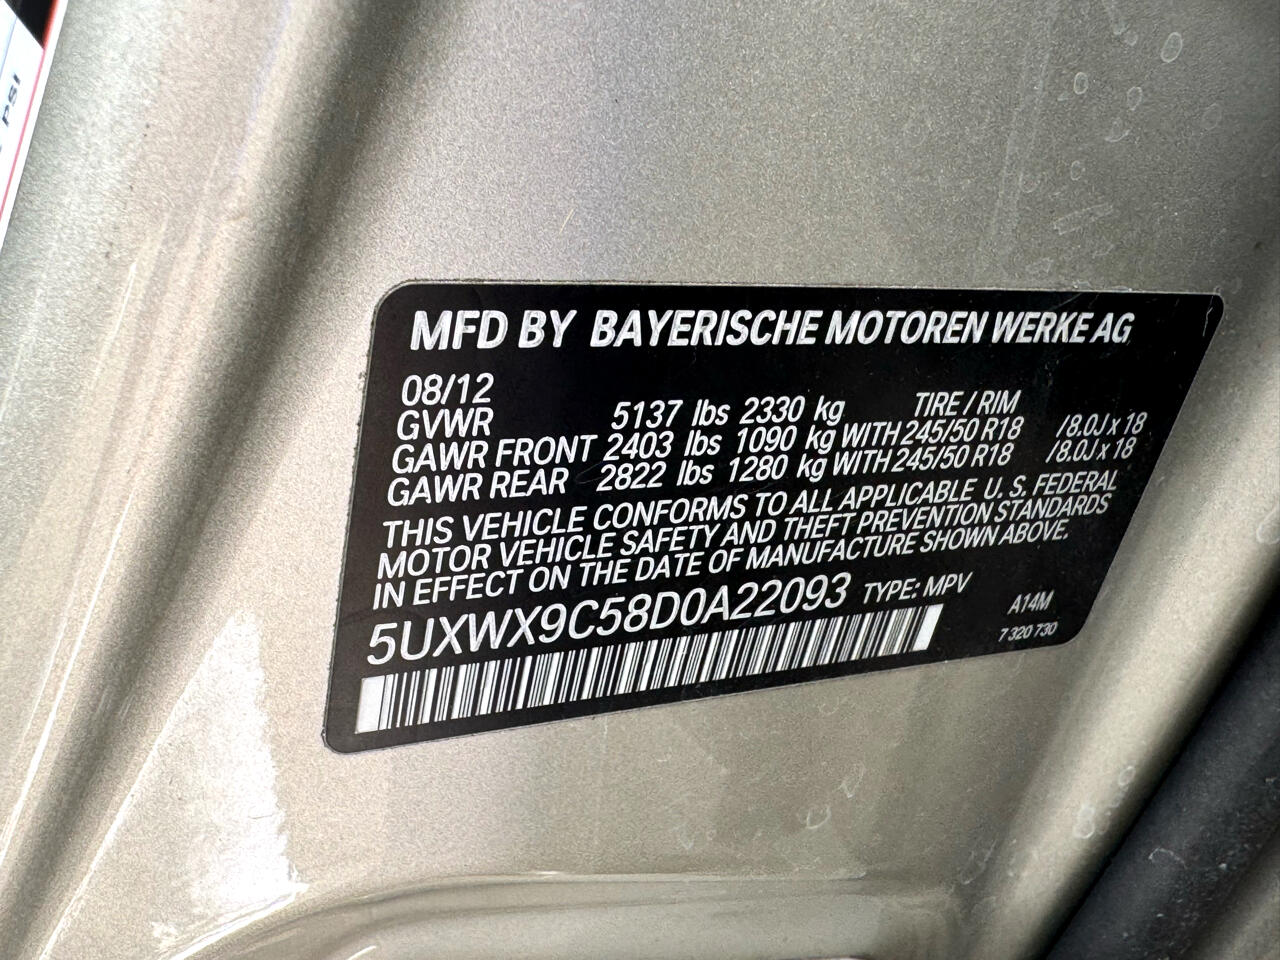 PSI
MFD BY BAYERISCHE MOTOREN WERKE AG
08/12
GVWR 5137 lbs 2330 kg TIRE / RIM
GAWR FRONT 2403 lbs 1090 kg WITH 245/50 R18 /8.0J x 18
GAWR REAR 2822 lbs 1280 kg WITH 245/50 R18 /8.0J x 18
THIS VEHICLE CONFORMS TO ALL APPLICABLE U. S. FEDERAL
MOTOR VEHICLE SAFETY AND THEFT PREVENTION STANDARDS
IN EFFECT ON THE DATE OF MANUFACTURE SHOWN ABOVE.
5UXWX9C58D0A22093 TYPE: MPV
A14M
7 320 730